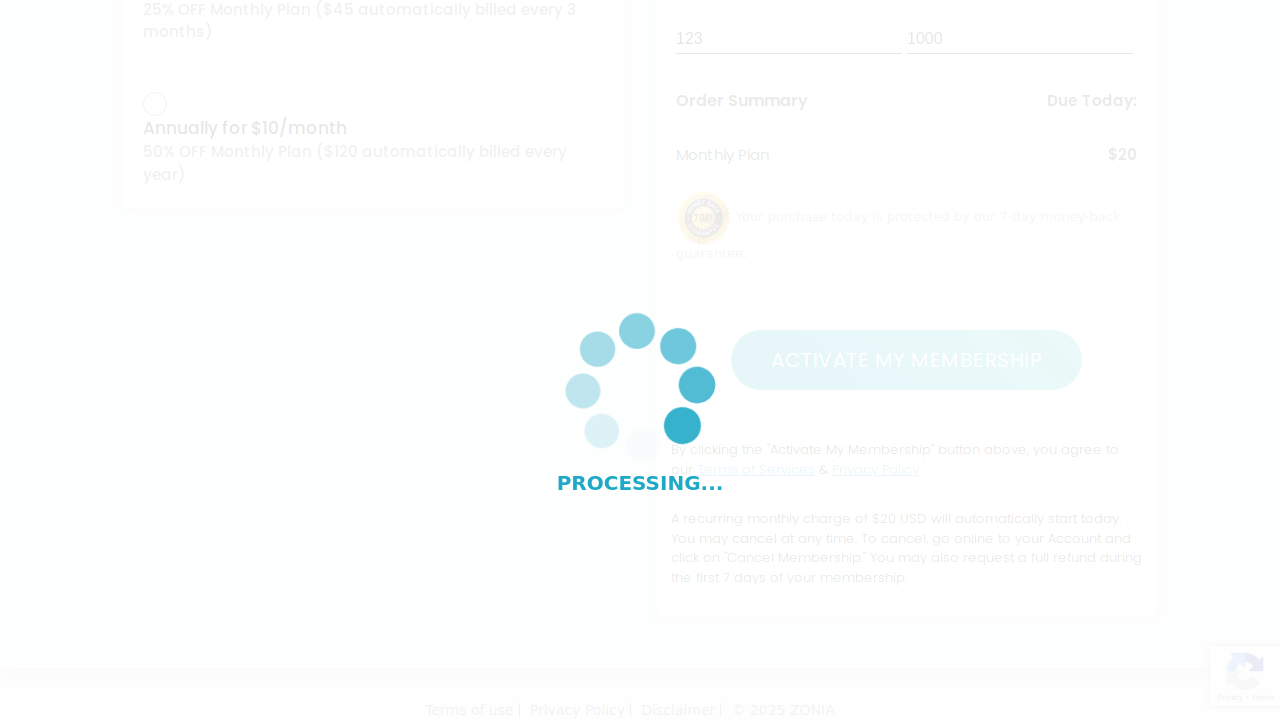 25% OFF Monthly Plan ($45 automatically billed every 3
months)
Annually for $10/month
50% OFF Monthly Plan ($120 automatically billed every
year)
123 1000
Order Summary Due Today:
Monthly Plan $20
7 DAY
Your purchase today is protected by our 7-day money-back
guarantee.
ACTIVATE MY MEMBERSHIP
PROCESSING...
By clicking the "Activate My Membership" button above, you agree to
our Terms of Services & Privacy Policy
A recurring monthly charge of $20 USD will automatically start today.
You may cancel at any time. To cancel, go online to your Account and
click on "Cancel Membership." You may also request a full refund during
the first 7 days of your membership.
Privacy - Terms
Terms of use | Privacy Policy | Disclaimer | © 2025 ZONIA